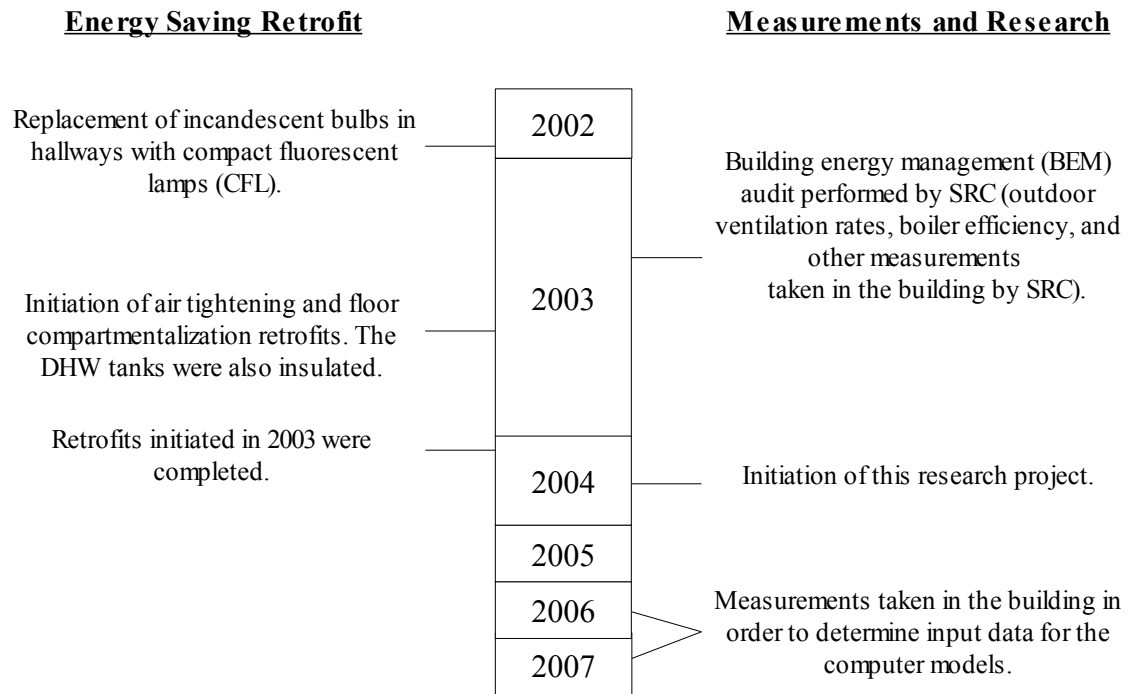 Energy Saving Retrofit
Measurements and Research
2002
Replacement of incandescent bulbs in
hallways with compact fluorescent
lamps (CFL).
Building energy management (BEM)
audit performed by SRC (outdoor
ventilation rates, boiler efficiency, and
other measurements
taken in the building by SRC).
2003
Initiation of air tightening and floor
compartmentalization retrofits. The
DHW tanks were also insulated.
Retrofits initiated in 2003 were
completed.
2004
Initiation of this research project.
2005
2006
2007
Measurements taken in the building in
order to determine input data for the
computer models.